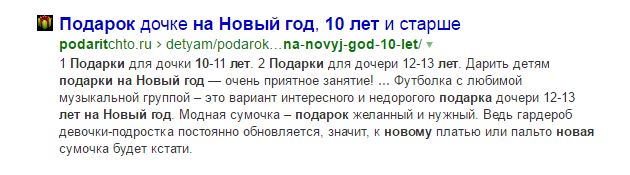 Подарок дочке на Новый год, 10 лет и старше
podaritchto.ru › detyam/podarok...na-novyj-god-10-let/
1 Подарки для дочки 10-11 лет. 2 Подарки для дочери 12-13 лет. Дарить детям
подарки на Новый год — очень приятное занятие! ... Футболка с любимой
музыкальной группой – это вариант интересного и недорогого подарка дочери 12-13
лет на Новый год. Модная сумочка – подарок желанный и нужный. Ведь гардероб
девочки-подростка постоянно обновляется, значит, к новому платью или пальто новая
сумочка будет кстати.